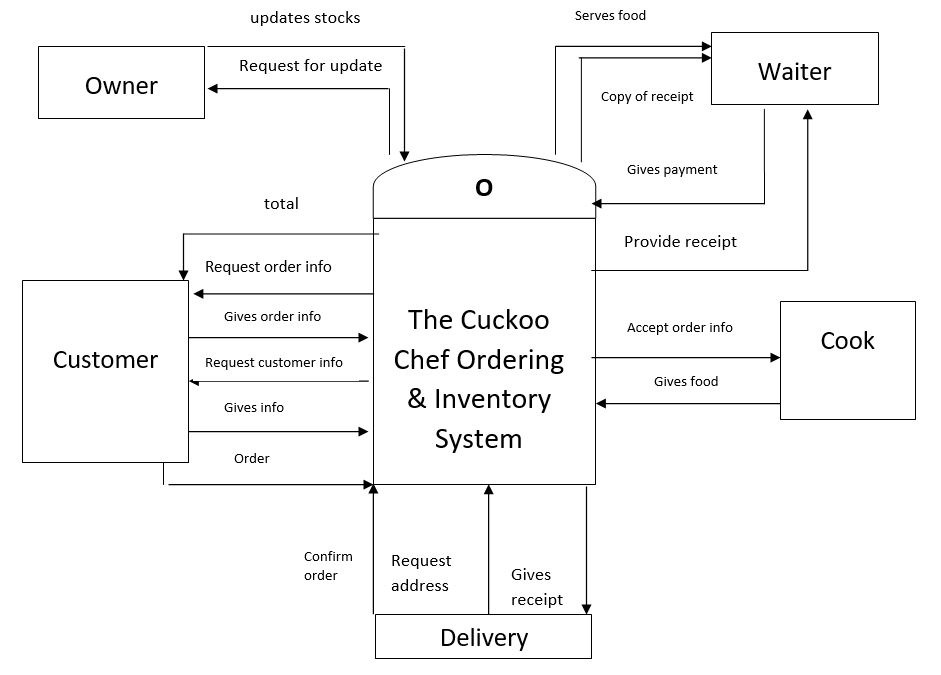 updates stocks
Serves food
Owner
Request for update
Waiter
Copy of receipt
Gives payment
O
total
Provide receipt
Request order info
Gives order info
The Cuckoo
Chef Ordering
& Inventory
System
Accept order info
Cook
Customer
Request customer info
Gives food
Gives info
Order
Confirm
order
Request
address
Gives
receipt
Delivery